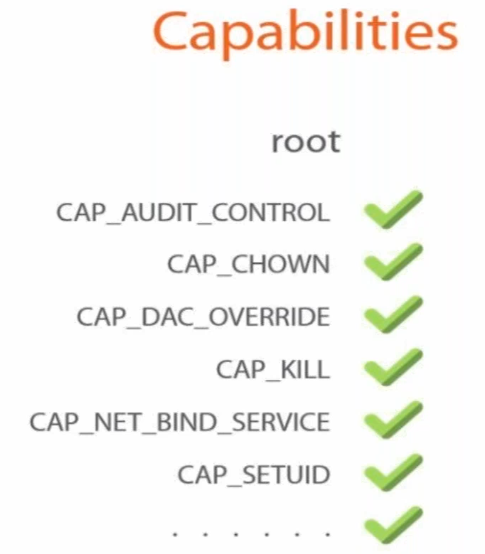 Capabilities
root
CAP_AUDIT_CONTROL
CAP_CHOWN
CAP_DAC_OVERRIDE
CAP_KILL
CAP_NET_BIND_SERVICE
CAP_SETUID
. . . . . .